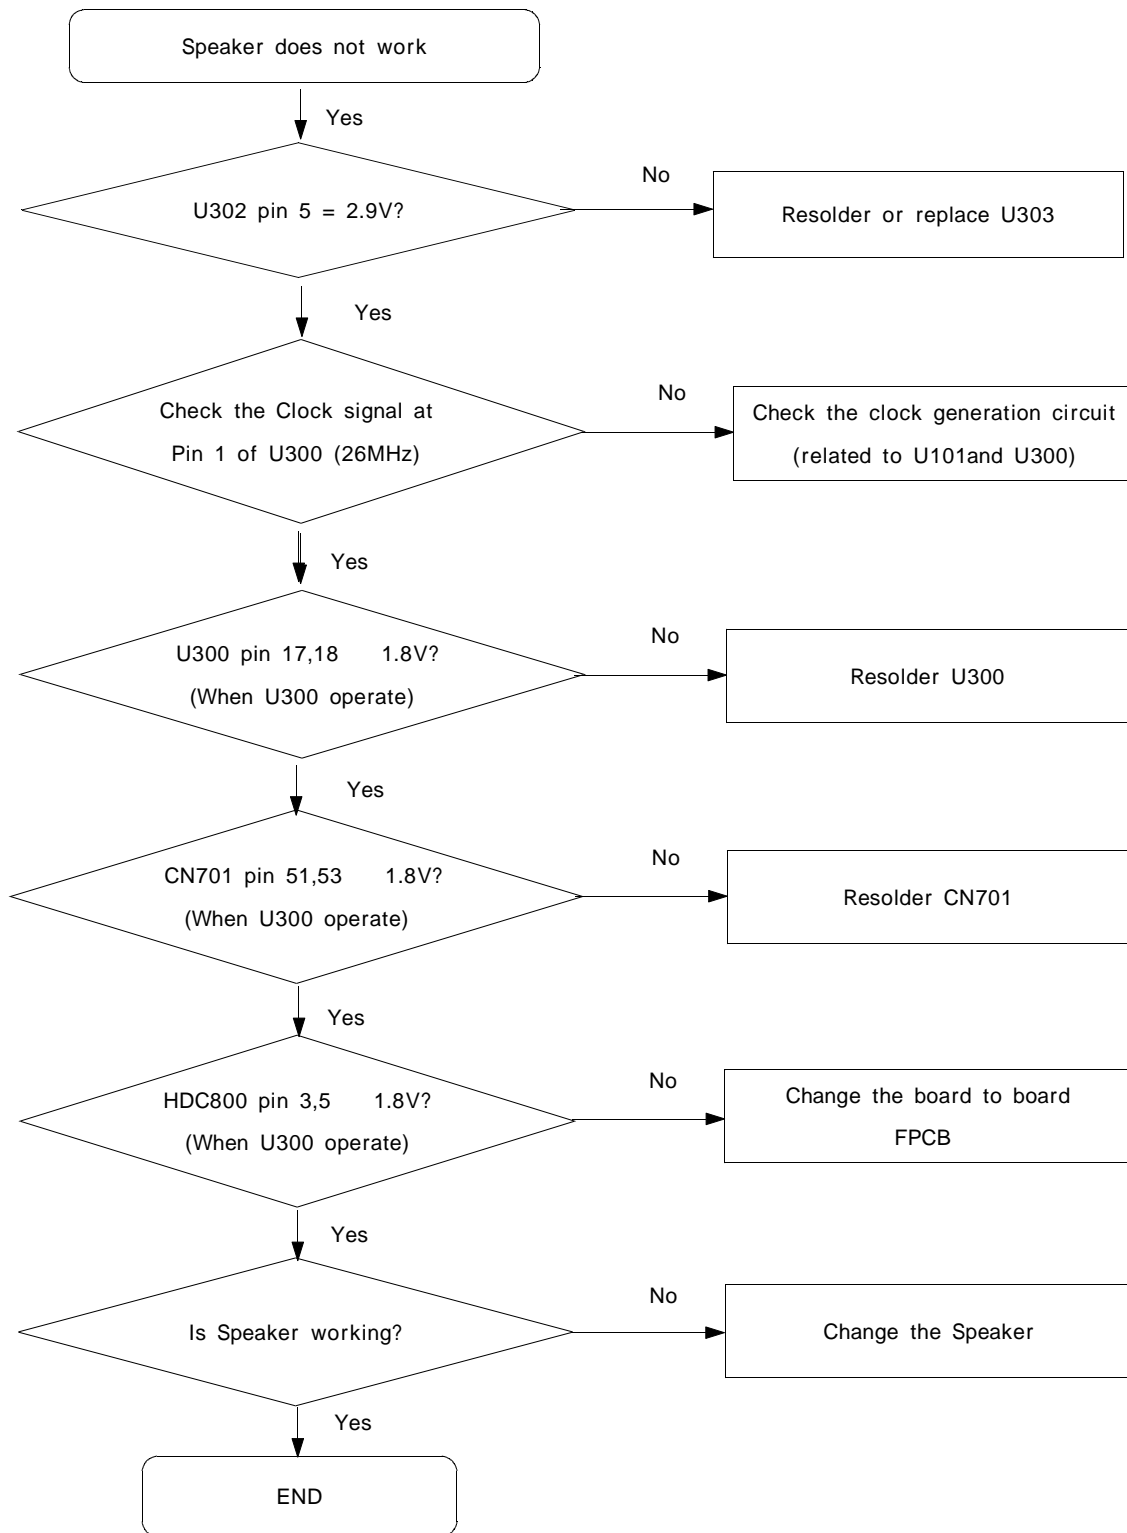 Speaker does not work
Yes
U302 pin 5 = 2.9V?
No
Resolder or replace U303
Yes
Check the Clock signal at
Pin 1 of U300 (26MHz)
No
Check the clock generation circuit
(related to U101and U300)
Yes
U300 pin 17,18 1.8V?
(When U300 operate)
No
Resolder U300
Yes
CN701 pin 51,53 1.8V?
(When U300 operate)
No
Resolder CN701
Yes
HDC800 pin 3,5 1.8V?
(When U300 operate)
No
Change the board to board
FPCB
Yes
Is Speaker working?
No
Change the Speaker
Yes
END